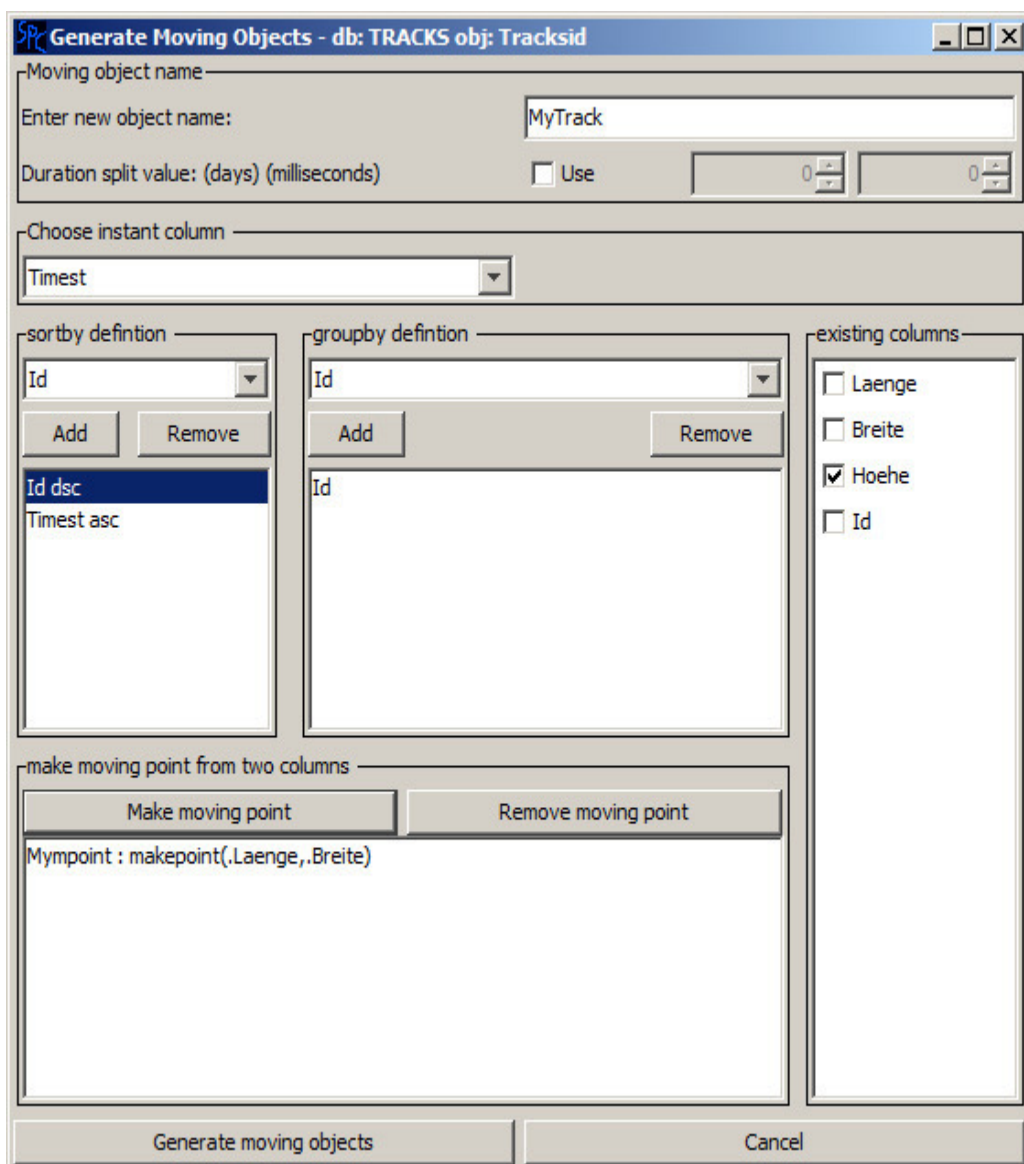 SPC Generate Moving Objects - db: TRACKS obj: Tracksid
Moving object name
Enter new object name: MyTrack
Duration split value: (days) (milliseconds) Use 0 0
Choose instant column
Timest
sortby defintion
Id
Add Remove
Id dsc
Timest asc
groupby defintion
Id
Add Remove
Id
existing columns
Laenge
Breite
Hoehe
Id
make moving point from two columns
Make moving point Remove moving point
Mympoint : makepoint(.Laenge,.Breite)
Generate moving objects Cancel